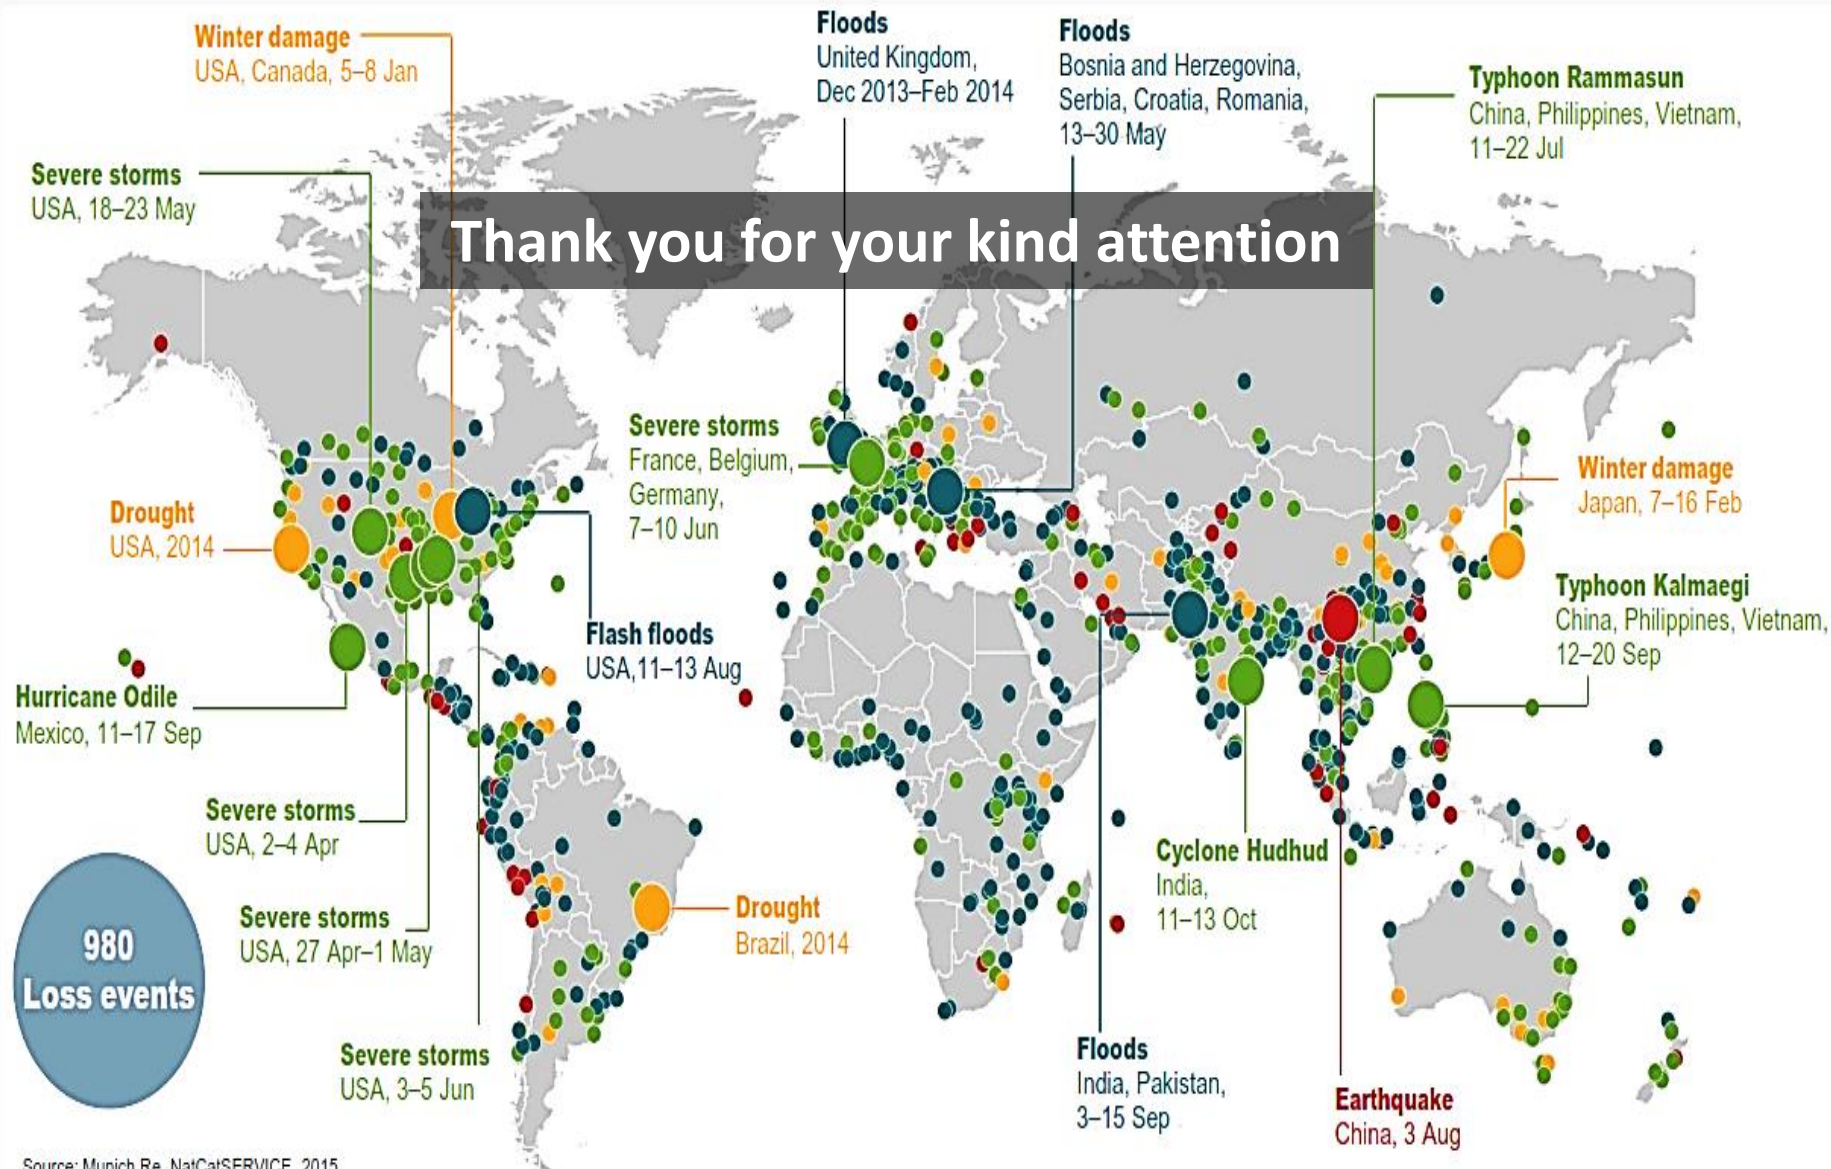 Winter damage
USA, Canada, 5–8 Jan
Floods
United Kingdom,
Dec 2013–Feb 2014
Floods
Bosnia and Herzegovina,
Serbia, Croatia, Romania,
13–30 May
Typhoon Rammasun
China, Philippines, Vietnam,
11–22 Jul
Severe storms
USA, 18–23 May
Thank you for your kind attention
Severe storms
France, Belgium,
Germany,
7–10 Jun
Winter damage
Japan, 7–16 Feb
Drought
USA, 2014
Typhoon Kalmaegi
China, Philippines, Vietnam,
12–20 Sep
Flash floods
USA,11–13 Aug
Hurricane Odile
Mexico, 11–17 Sep
Severe storms
USA, 2–4 Apr
Cyclone Hudhud
India,
11–13 Oct
Severe storms
USA, 27 Apr–1 May
Drought
Brazil, 2014
980
Loss events
Severe storms
USA, 3–5 Jun
Floods
India, Pakistan,
3–15 Sep
Earthquake
China, 3 Aug
Source: Munich Re, NatCatSERVICE, 2015